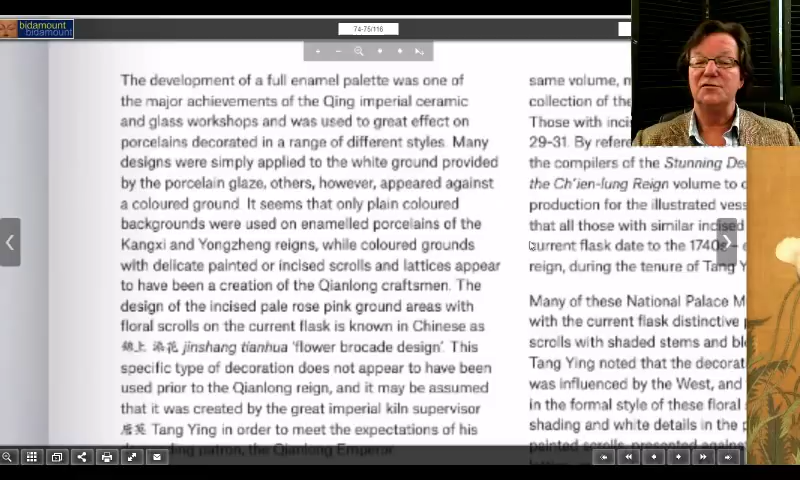 bidamount
bidamount
74-75/116
The development of a full enamel palette was one of
the major achievements of the Qing imperial ceramic
and glass workshops and was used to great effect on
porcelains decorated in a range of different styles. Many
designs were simply applied to the white ground provided
by the porcelain glaze, others, however, appeared against
a coloured ground. It seems that only plain coloured
backgrounds were used on enamelled porcelains of the
Kangxi and Yongzheng reigns, while coloured grounds
with delicate painted or incised scrolls and lattices appear
to have been a creation of the Qianlong craftsmen. The
design of the incised pale rose pink ground areas with
floral scrolls on the current flask is known in Chinese as
錦上添花 jinshang tianhua 'flower brocade design'. This
specific type of decoration does not appear to have been
used prior to the Qianlong reign, and it may be assumed
that it was created by the great imperial kiln supervisor
唐英 Tang Ying in order to meet the expectations of his
patron, the Qianlong Emperor
same volume,
collection of the
Those with
29-31. By
the compilers of the Stunning
the Ch'ien-lung Reign volume to
production for the illustrated
that all those with similar incised
current flask date to the 1740s –
reign, during the tenure of Tang
Many of these National Palace
with the current flask distinctive
scrolls with shaded stems and
Tang Ying noted that the
was influenced by the West, and
in the formal style of these floral
shading and white details in the
painted scrolls, presented against